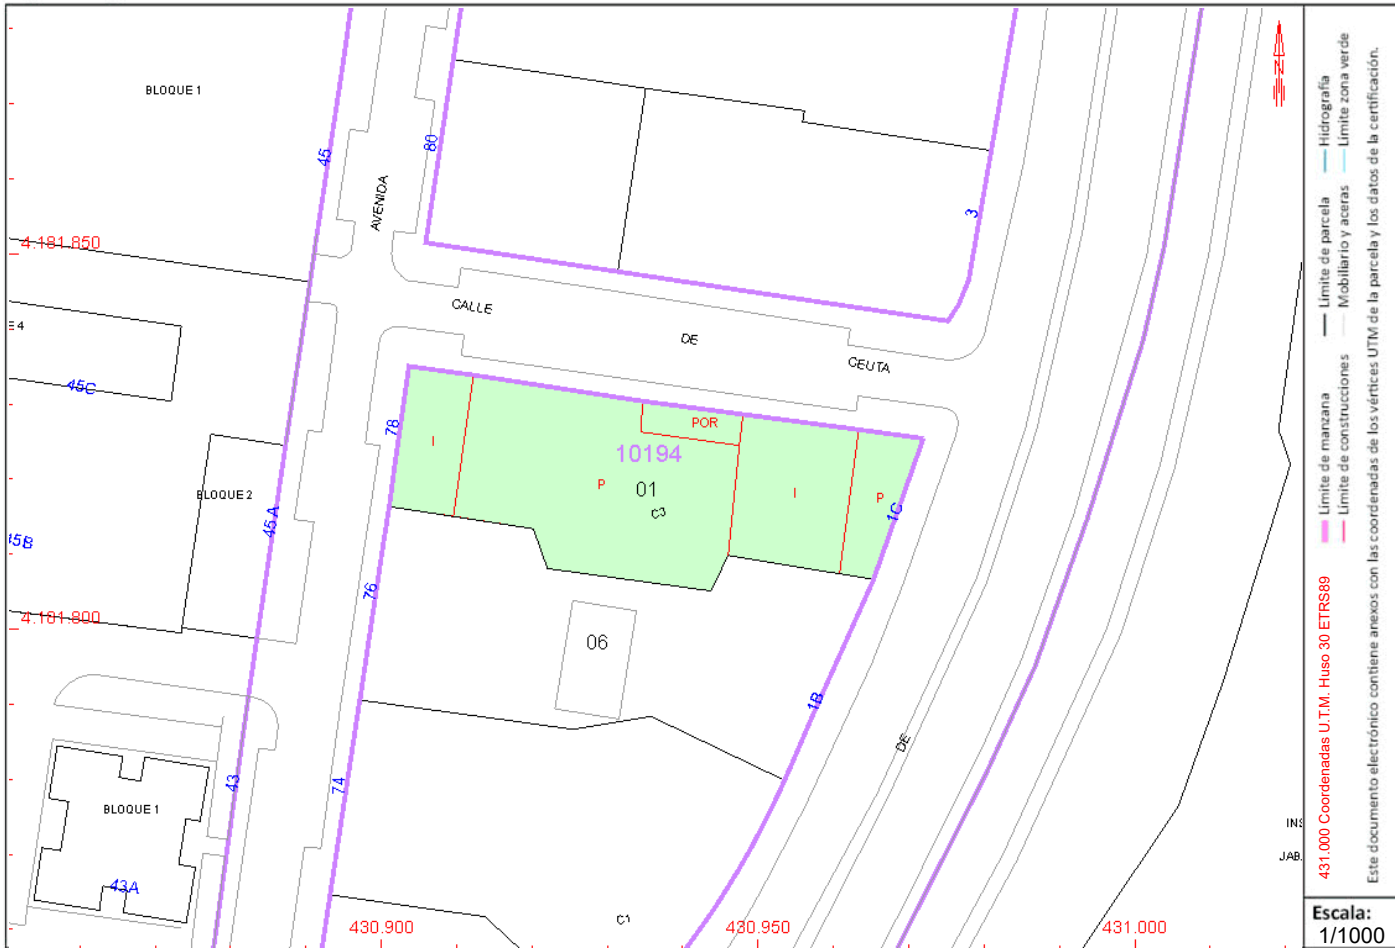 BLOQUE 1
45
80
AVENIDA
3
4.181.850
CALLE
DE
CEUTA
E 4
45C
78
I
POR
10194
P
01
C3
I
P
1C
BLOQUE 2
45 A
45B
76
4.181.800
06
1B
DE
43
74
BLOQUE 1
43A
C1
INS
JAB.
430.900
430.950
431.000
N
Hidrografía
Límite zona verde
Límite de parcela
Mobiliario y aceras
Límite de manzana
Límite de construcciones
431.000 Coordenadas U.T.M. Huso 30 ETRS89
Este documento electrónico contiene anexos con las coordenadas de los vértices UTM de la parcela y los datos de la certificación.
Escala:
1/1000